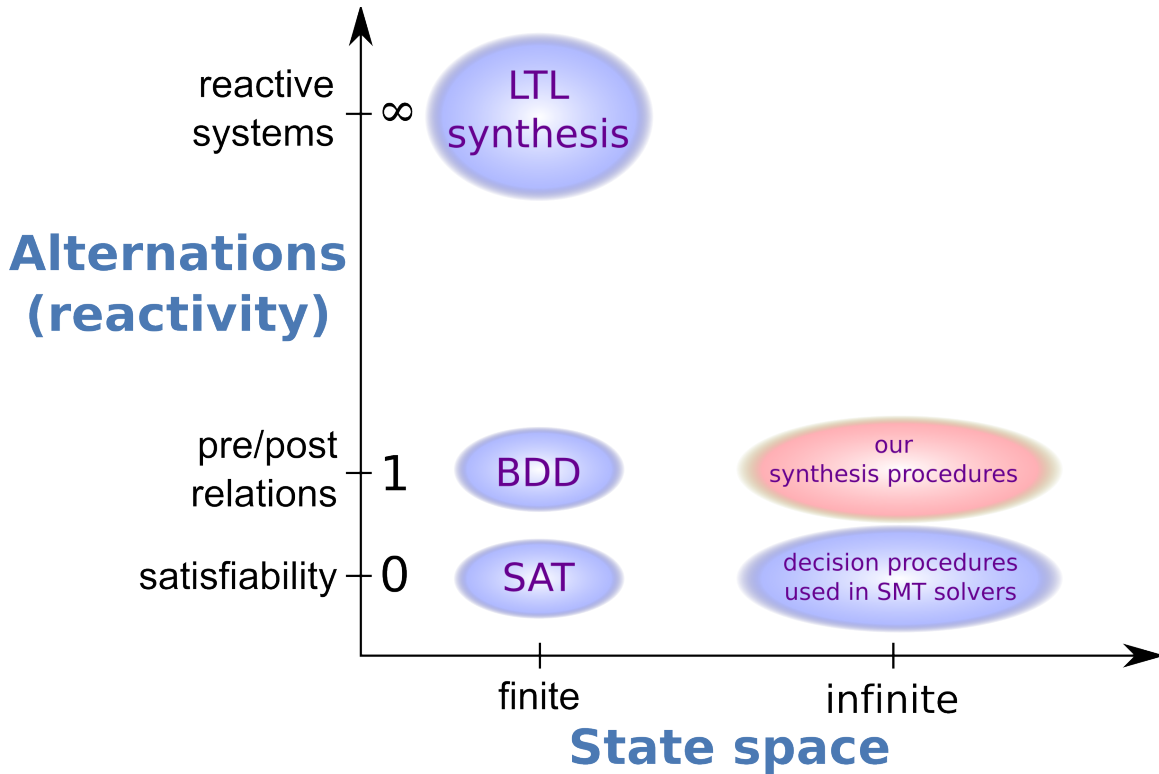 LTL
synthesis
reactive
systems
∞
Alternations
(reactivity)
pre/post
relations
1
BDD
our
synthesis procedures
satisfiability
0
SAT
decision procedures
used in SMT solvers
finite
infinite
State space